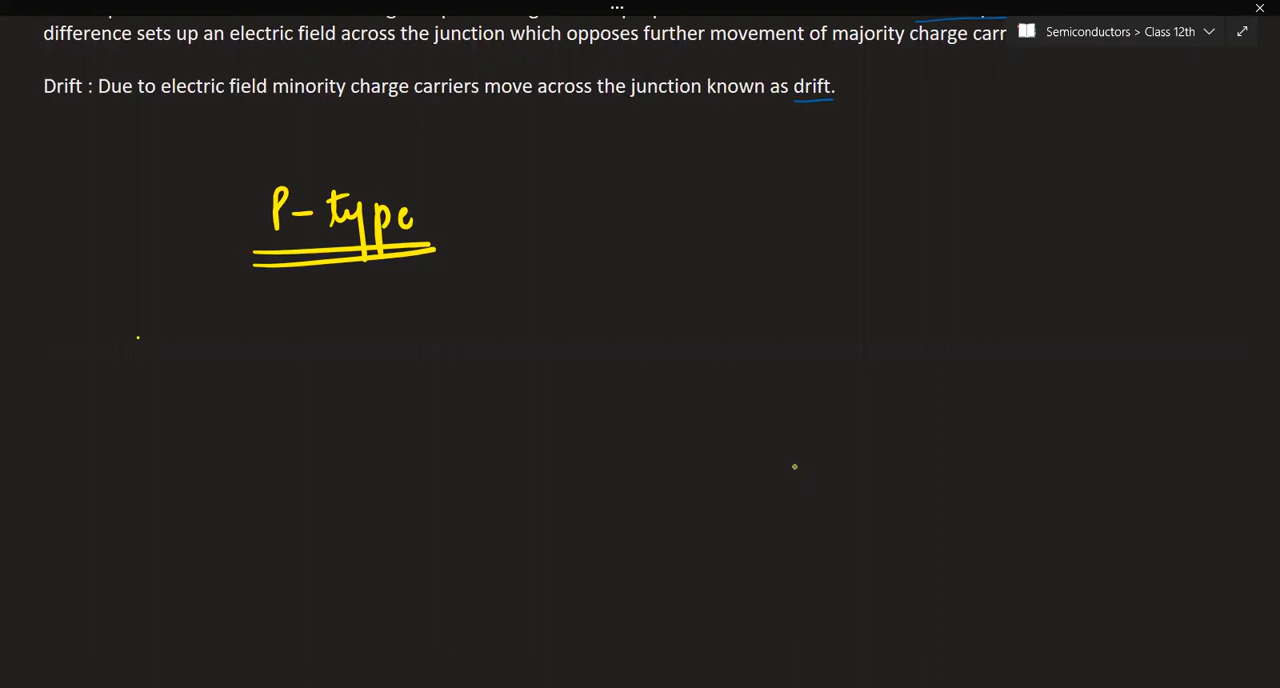 difference sets up an electric field across the junction which opposes further movement of majority charge carr
Semiconductors > Class 12th
Drift : Due to electric field minority charge carriers move across the junction known as drift.
P- type